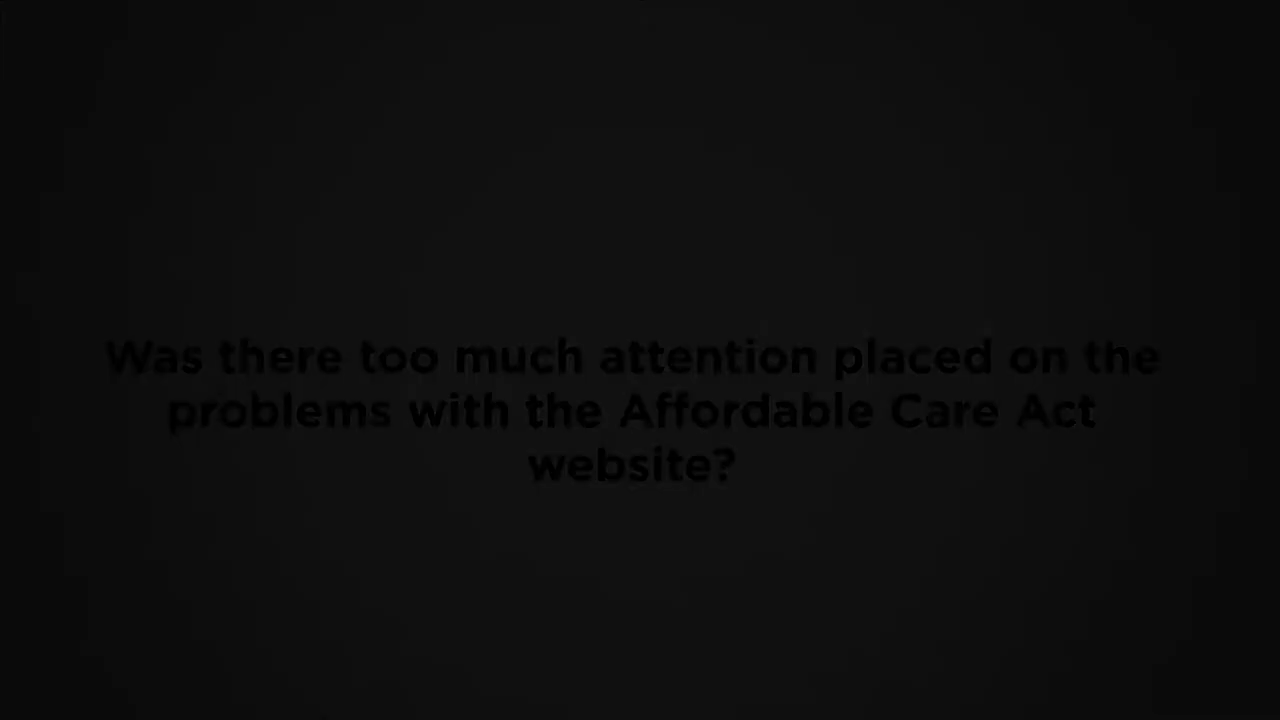 Was there too much attention placed on the
problems with the Affordable Care Act
website?